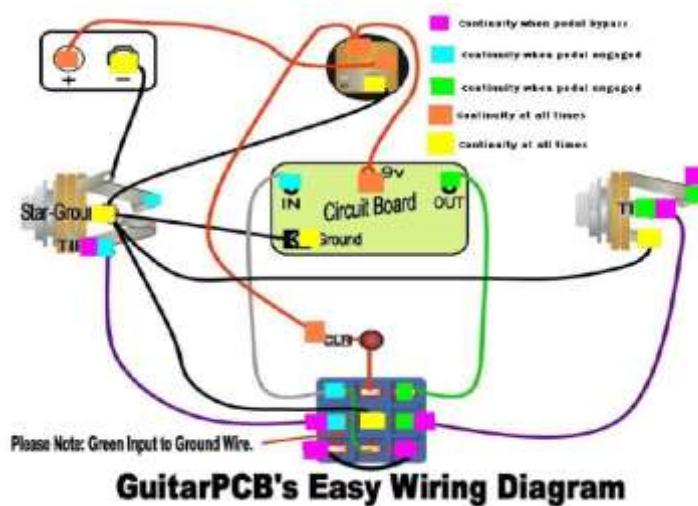 Continuity when pedal bypass
Continuity when pedal engaged
Continuity when pedal engaged
Continuity at all times
Continuity at all times
+
−
9v
IN
Circuit Board
OUT
Ground
Star-Ground
CLR
Please Note: Green Input to Ground Wire.
GuitarPCB's Easy Wiring Diagram